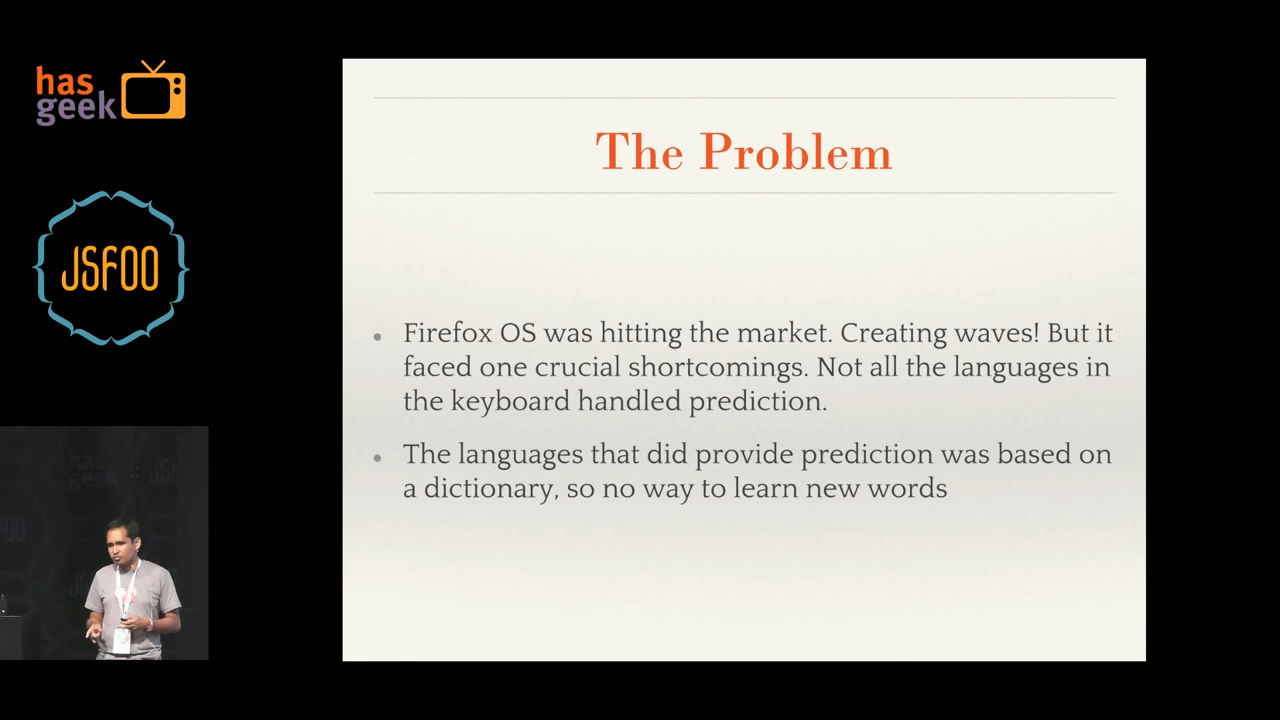 has
geek
JSFOO
The Problem
Firefox OS was hitting the market. Creating waves! But it
faced one crucial shortcomings. Not all the languages in
the keyboard handled prediction.
The languages that did provide prediction was based on
a dictionary, so no way to learn new words